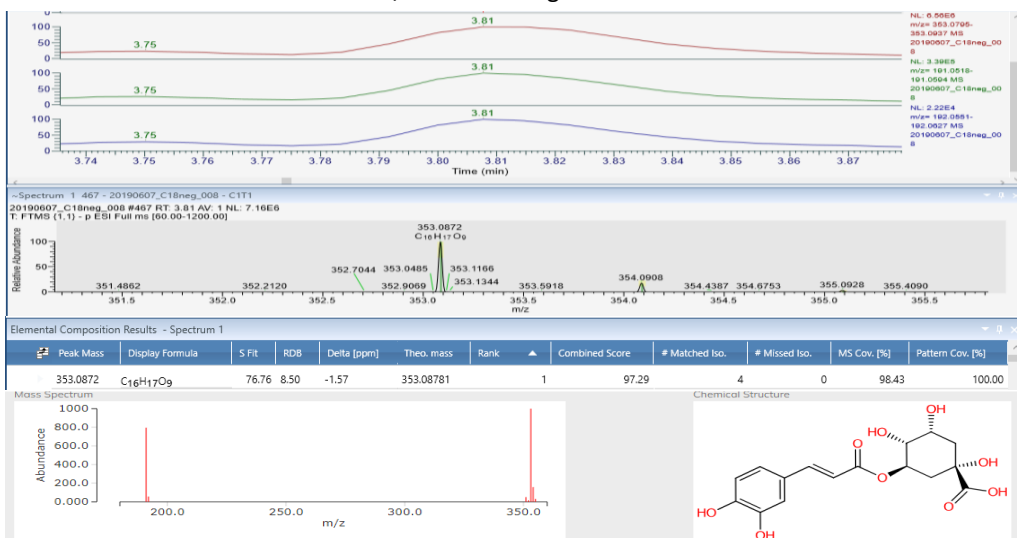 0
100
50
0
3.75
3.81
NL: 6.56E6
m/z= 353.0795-
353.0937 MS
20190607_C18neg_00
8
100
50
0
3.75
3.81
NL: 3.39E5
m/z= 191.0518-
191.0594 MS
20190607_C18neg_00
8
100
50
0
3.75
3.81
NL: 2.22E4
m/z= 192.0551-
192.0627 MS
20190607_C18neg_00
8
3.74 3.75 3.76 3.77 3.78 3.79 3.80 3.81 3.82 3.83 3.84 3.85 3.86 3.87
Time (min)
~Spectrum 1 467 - 20190607_C18neg_008 - C1T1
20190607_C18neg_008 #467 RT: 3.81 AV: 1 NL: 7.16E6
T: FTMS {1,1} - p ESI Full ms [60.00-1200.00]
Relative Abundance
100
50
0
353.0872
C16H17O9
351.4862 352.2120 352.7044 352.9069 353.0485 353.1166 353.1344 353.5918 354.0908 354.4387 354.6753 355.0928 355.4090
351.5 352.0 352.5 353.0 353.5 354.0 354.5 355.0 355.5
m/z
Elemental Composition Results - Spectrum 1
Peak Mass Display Formula S Fit RDB Delta [ppm] Theo. mass Rank Combined Score # Matched Iso. # Missed Iso. MS Cov. [%] Pattern Cov. [%]
353.0872 C16H17O9 76.76 8.50 -1.57 353.08781 1 97.29 4 0 98.43 100.00
Mass Spectrum
Abundance
1000
800.0
600.0
400.0
200.0
0.000
200.0 250.0 300.0 350.0
m/z
Chemical Structure
OH
HO
O
OH
O
O
OH
HO
OH